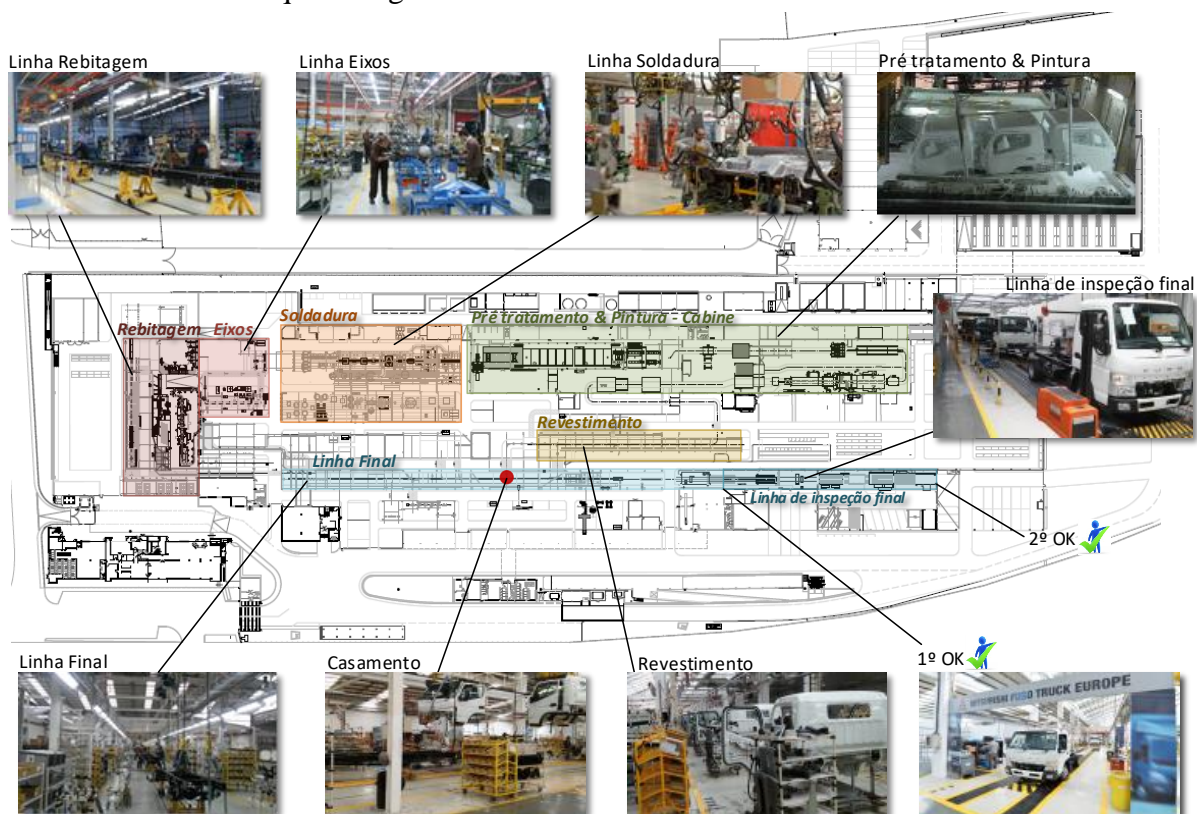 Linha Rebitagem
Linha Eixos
Linha Soldadura
Pré tratamento & Pintura
Linha de inspeção final
Rebitagem Eixos
Soldadura
Pré tratamento & Pintura - Cabine
Revestimento
Linha Final
Linha de inspeção final
2º OK
1º OK
Linha Final
Casamento
Revestimento
MITSUBISHI FUSO TRUCK EUROPE